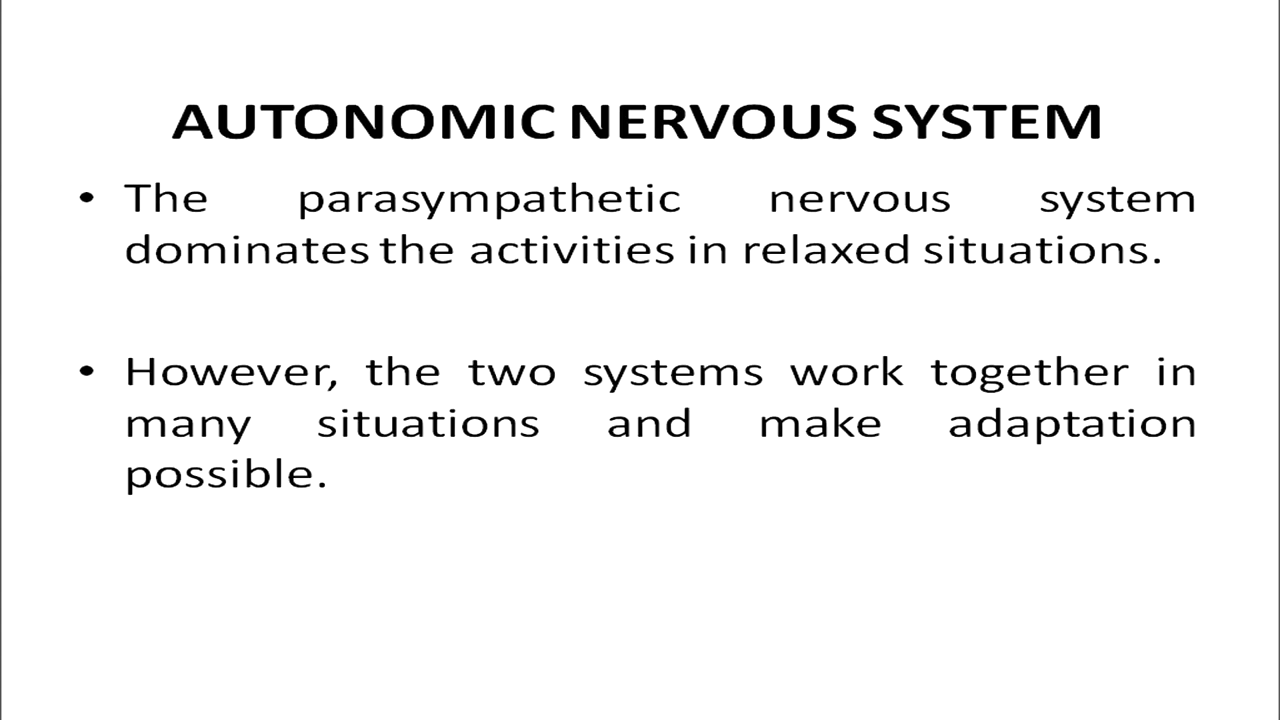 AUTONOMIC NERVOUS SYSTEM
• The parasympathetic nervous system
dominates the activities in relaxed situations.
• However, the two systems work together in
many situations and make adaptation
possible.